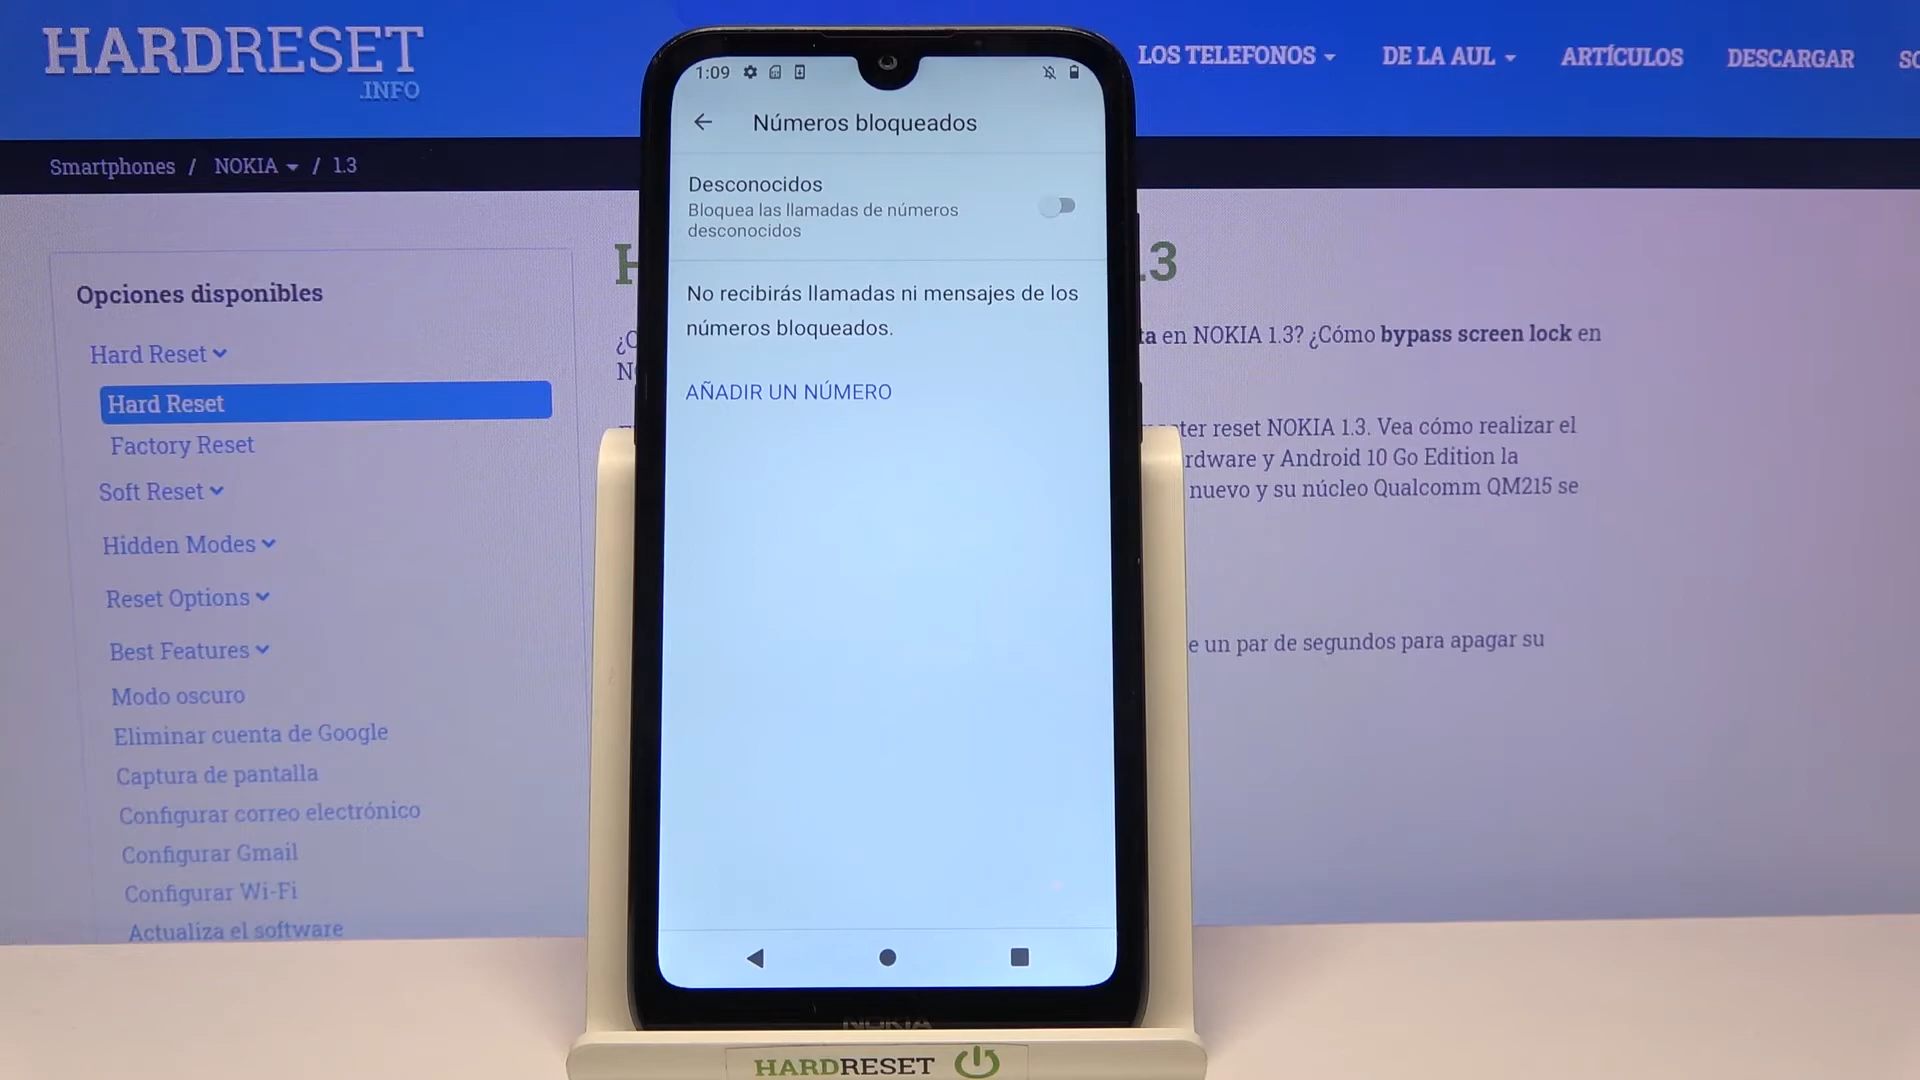 HARDRESET
.INFO
LOS TELEFONOS
DE LA AUL
ARTÍCULOS
DESCARGAR
Smartphones / NOKIA / 1.3
Opciones disponibles
Hard Reset
Hard Reset
Factory Reset
Soft Reset
Hidden Modes
Reset Options
Best Features
Modo oscuro
Eliminar cuenta de Google
Captura de pantalla
Configurar correo electrónico
Configurar Gmail
Configurar Wi-Fi
Actualiza el software
1:09
Números bloqueados
Desconocidos
Bloquea las llamadas de números
desconocidos
No recibirás llamadas ni mensajes de los
números bloqueados.
AÑADIR UN NÚMERO
NOKIA
HARDRESET
.3
en NOKIA 1.3? ¿Cómo bypass screen lock en
reset NOKIA 1.3. Vea cómo realizar el
y Android 10 Go Edition la
nuevo y su núcleo Qualcomm QM215 se
un par de segundos para apagar su